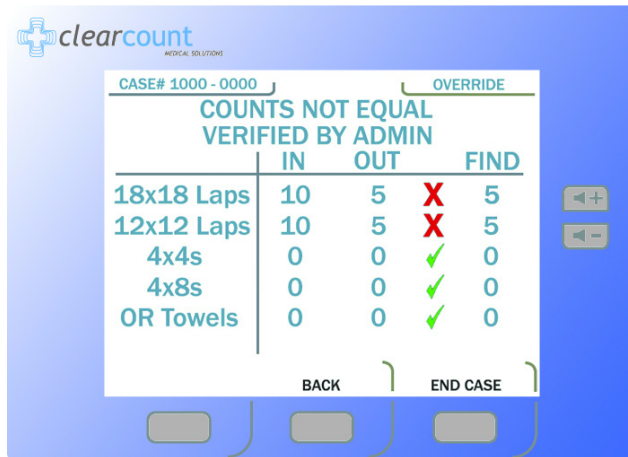 clearcount
MEDICAL SOLUTIONS
CASE# 1000 - 0000 OVERRIDE
COUNTS NOT EQUAL
VERIFIED BY ADMIN
IN OUT FIND
18x18 Laps 10 5 X 5
12x12 Laps 10 5 X 5
4x4s 0 0 ✓ 0
4x8s 0 0 ✓ 0
OR Towels 0 0 ✓ 0
BACK END CASE